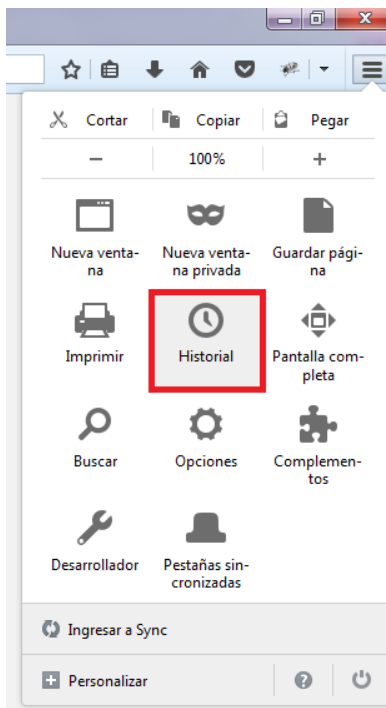 Cortar Copiar Pegar
100%
Nueva venta- Nueva venta- Guardar pági-
na na privada na
Imprimir Historial Pantalla com-
pleta
Buscar Opciones Complemen-
tos
Desarrollador Pestañas sin-
cronizadas
Ingresar a Sync
Personalizar